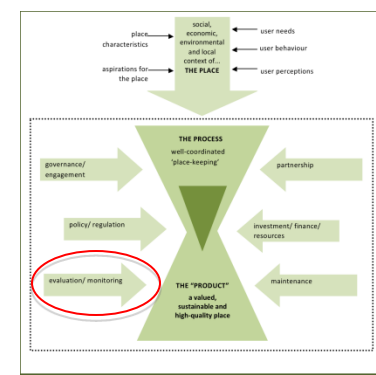 social,
economic,
environmental
and local
context of...
THE PLACE
place
characteristics
aspirations for
the place
user needs
user behaviour
user perceptions
THE PROCESS
well-coordinated
'place-keeping'
governance/
engagement
partnership
policy/ regulation
investment/ finance/
resources
evaluation/ monitoring
maintenance
THE "PRODUCT"
a valued,
sustainable and
high-quality place